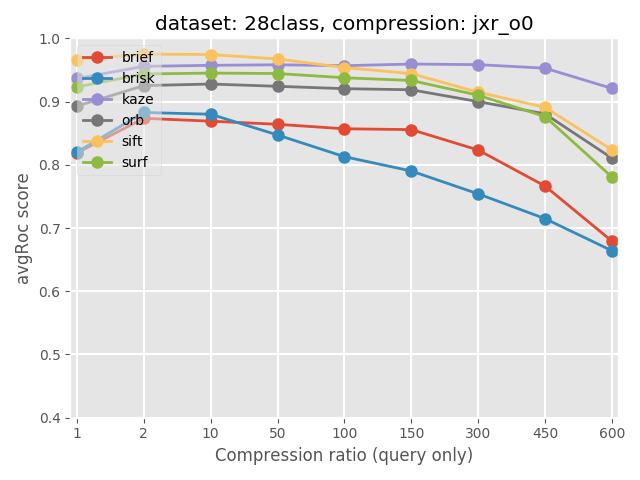 dataset: 28class, compression: jxr_o0
1.0
0.9
0.8
0.7
0.6
0.5
0.4
avgRoc score
brief
brisk
kaze
orb
sift
surf
1 2 10 50 100 150 300 450 600
Compression ratio (query only)